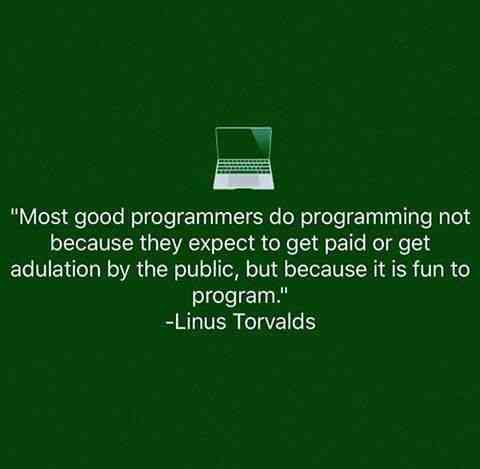 "Most good programmers do programming not
because they expect to get paid or get
adulation by the public, but because it is fun to
program."
-Linus Torvalds